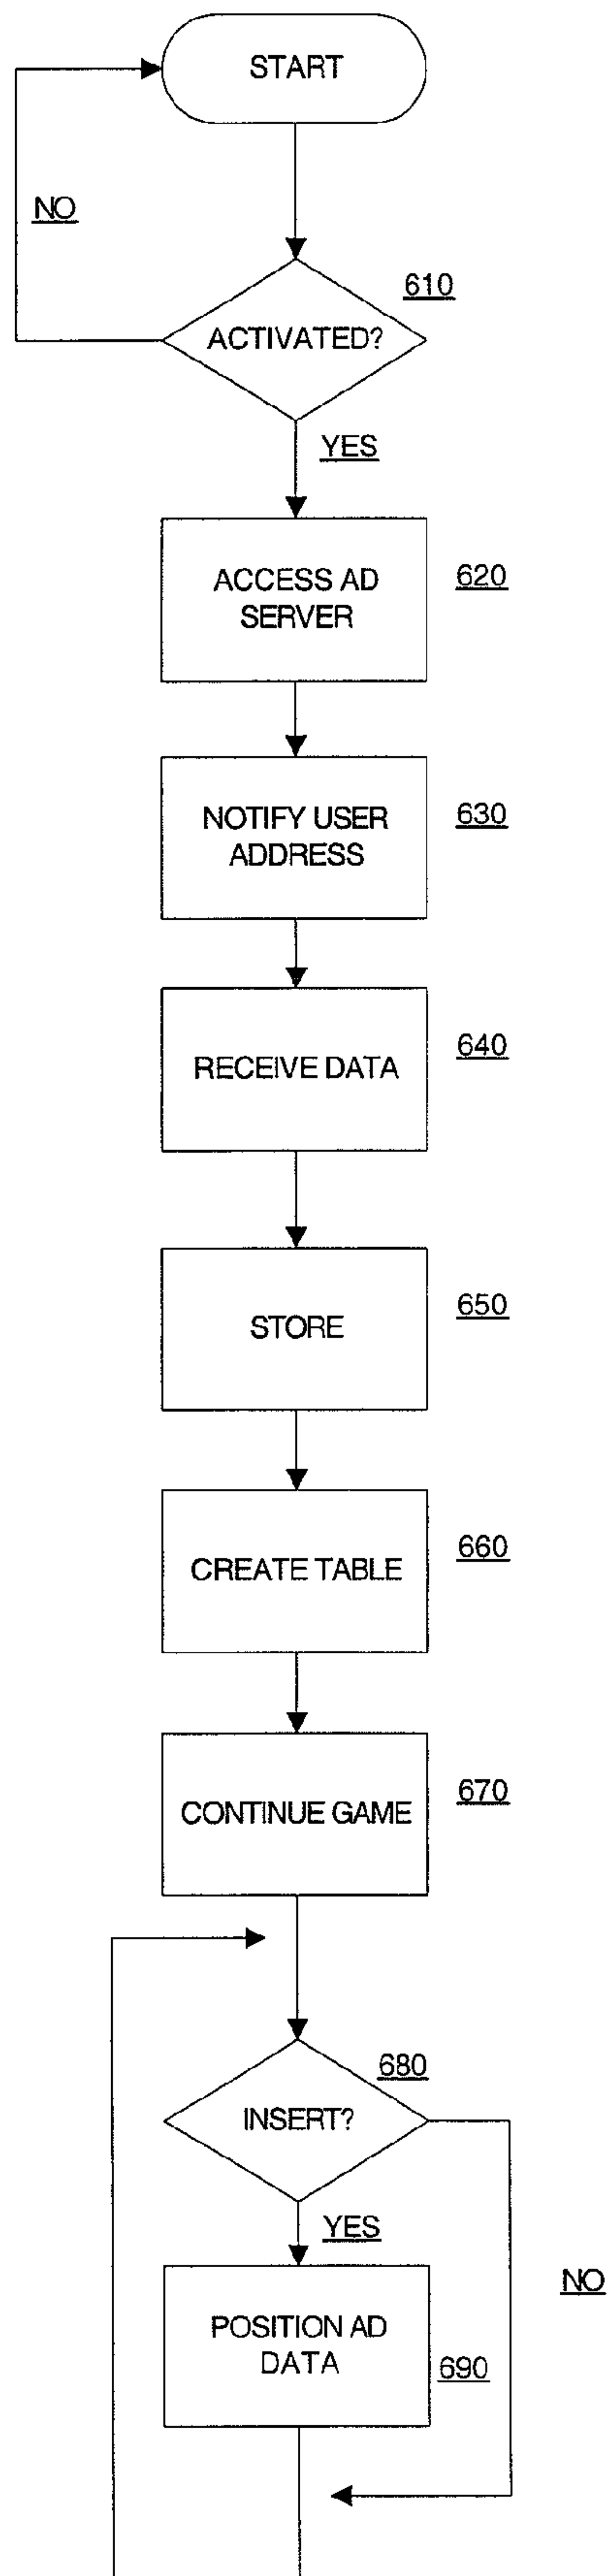 START
NO
610
ACTIVATED?
YES
ACCESS AD
SERVER
620
NOTIFY USER
ADDRESS
630
RECEIVE DATA
640
STORE
650
CREATE TABLE
660
CONTINUE GAME
670
680
INSERT?
YES
NO
POSITION AD
DATA
690